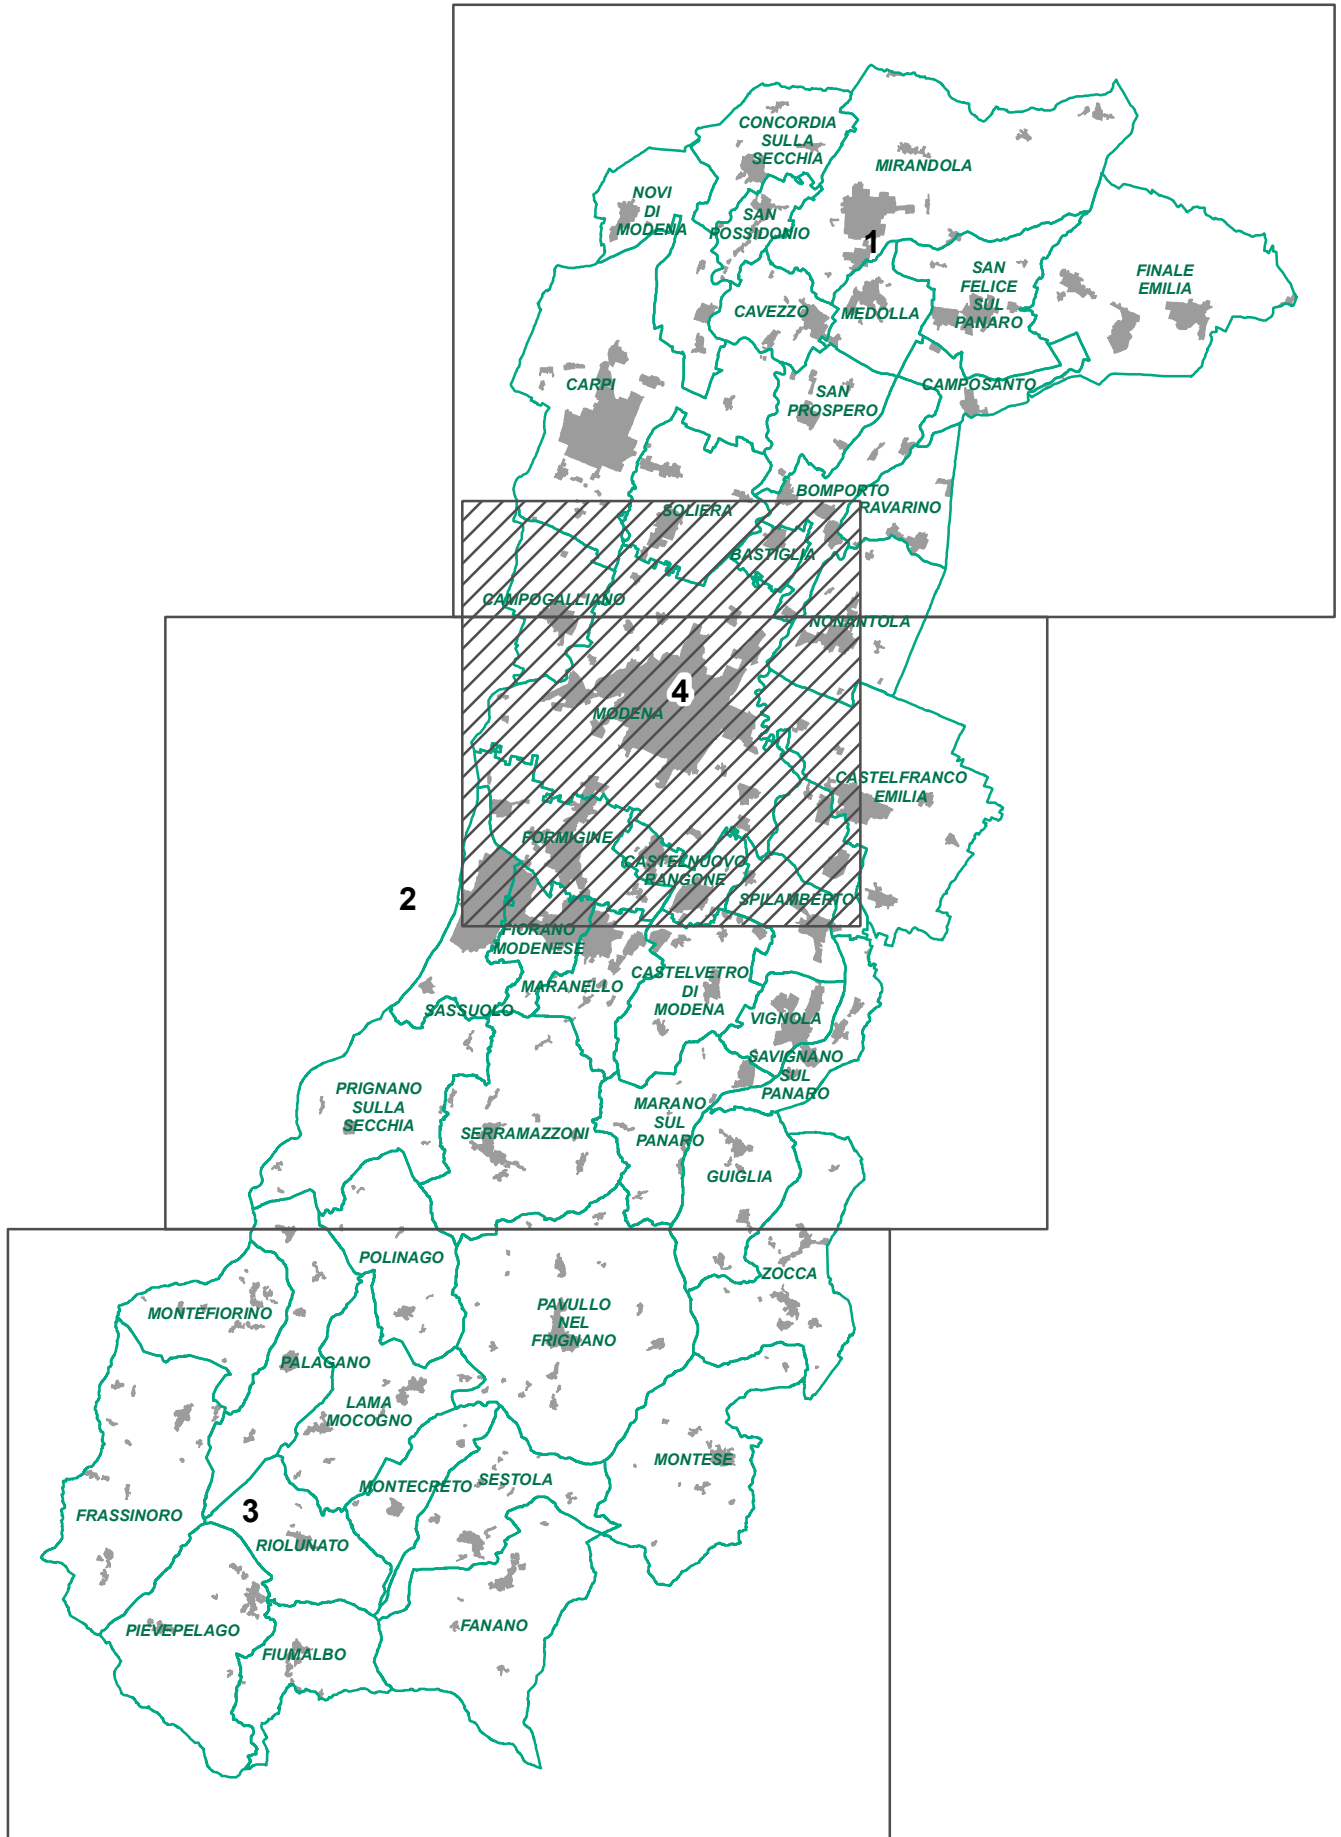 CONCORDIA
SULLA
SECCHIA
MIRANDOLA
NOVI
DI
MODENA
SAN
POSSIDONIO
1
SAN
FELICE
SUL
PANARO
FINALE
EMILIA
CAVEZZO
MEDOLLA
CARPI
SAN
PROSPERO
CAMPOSANTO
BOMPORTO
RAVARINO
SOLIERA
BASTIGLIA
CAMPOGALLIANO
NONANTOLA
4
MODENA
CASTELFRANCO
EMILIA
FORMIGINE
CASTELNUOVO
RANGONE
SPILAMBERTO
2
FIORANO
MODENESE
MARANELLO
CASTELVETRO
DI
MODENA
SASSUOLO
VIGNOLA
SAVIGNANO
SUL
PANARO
PRIGNANO
SULLA
SECCHIA
SERRAMAZZONI
MARANO
SUL
PANARO
GUIGLIA
POLINAGO
ZOCCA
MONTEFIORINO
PAVULLO
NEL
FRIGNANO
PALAGANO
LAMA
MOCOGNO
MONTESE
MONTECRETO
SESTOLA
FRASSINORO
3
RIOLUNATO
PIEVEPELAGO
FANANO
FIUMALBO